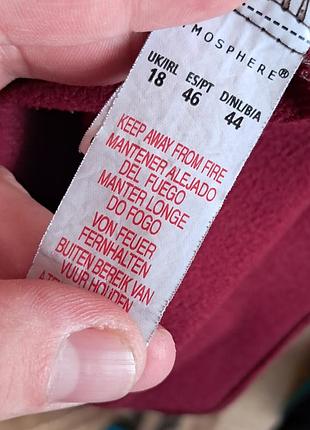 TMOSPHERE®
UK/IRL ES/PT D/NL/B/A
18 46 44
KEEP AWAY FROM FIRE
MANTENER ALEJADO
DEL FUEGO
MANTER LONGE
DO FOGO
VON FEUER
FERNHALTEN
BUITEN BEREIK VAN
VUUR HOUDEN